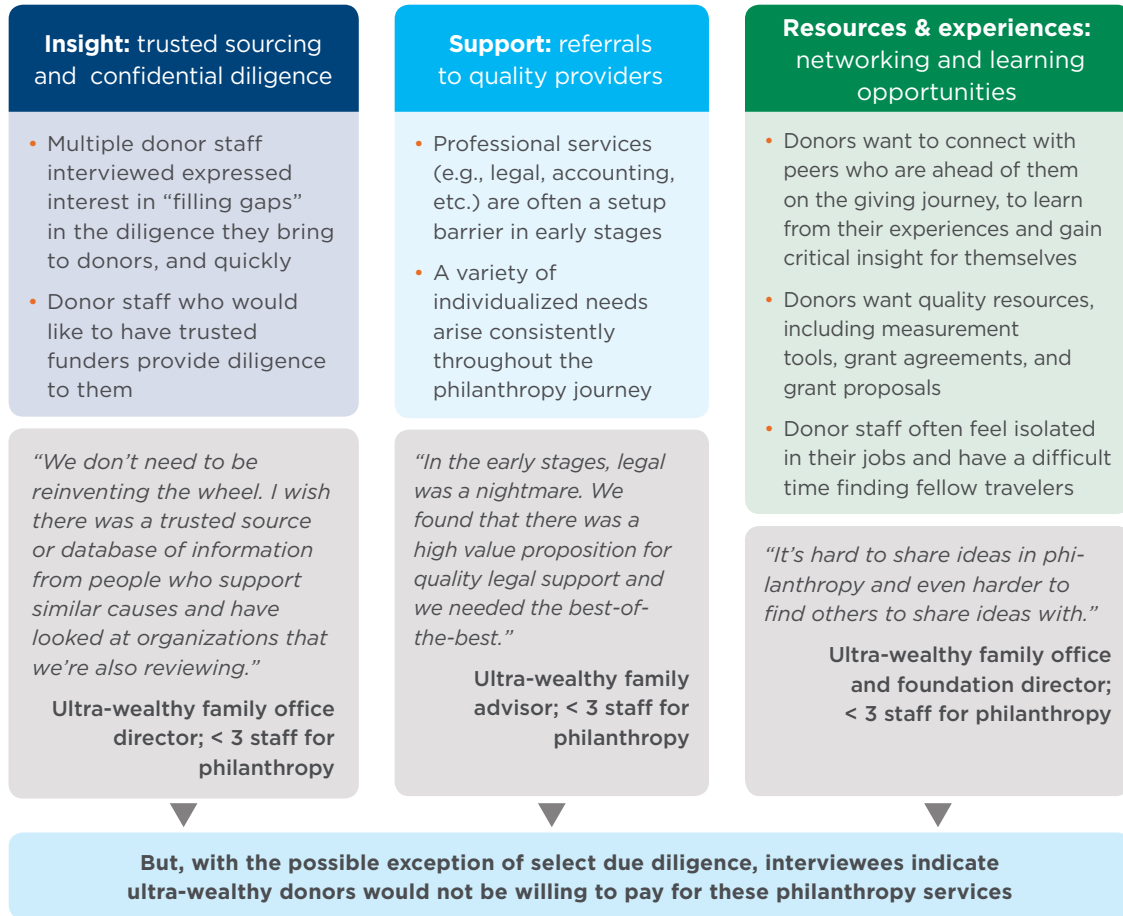 Insight: trusted sourcing
and confidential diligence
• Multiple donor staff
interviewed expressed
interest in “filling gaps”
in the diligence they bring
to donors, and quickly
• Donor staff who would
like to have trusted
funders provide diligence
to them
“We don’t need to be
reinventing the wheel. I wish
there was a trusted source
or database of information
from people who support
similar causes and have
looked at organizations that
we’re also reviewing.”
Ultra-wealthy family office
director; < 3 staff for
philanthropy
Support: referrals
to quality providers
• Professional services
(e.g., legal, accounting,
etc.) are often a setup
barrier in early stages
• A variety of
individualized needs
arise consistently
throughout the
philanthropy journey
“In the early stages, legal
was a nightmare. We
found that there was a
high value proposition for
quality legal support and
we needed the best-of-
the-best.”
Ultra-wealthy family
advisor; < 3 staff for
philanthropy
Resources & experiences:
networking and learning
opportunities
• Donors want to connect with
peers who are ahead of them
on the giving journey, to learn
from their experiences and gain
critical insight for themselves
• Donors want quality resources,
including measurement
tools, grant agreements, and
grant proposals
• Donor staff often feel isolated
in their jobs and have a difficult
time finding fellow travelers
“It’s hard to share ideas in phi-
lanthropy and even harder to
find others to share ideas with.”
Ultra-wealthy family office
and foundation director;
< 3 staff for philanthropy
But, with the possible exception of select due diligence, interviewees indicate
ultra-wealthy donors would not be willing to pay for these philanthropy services